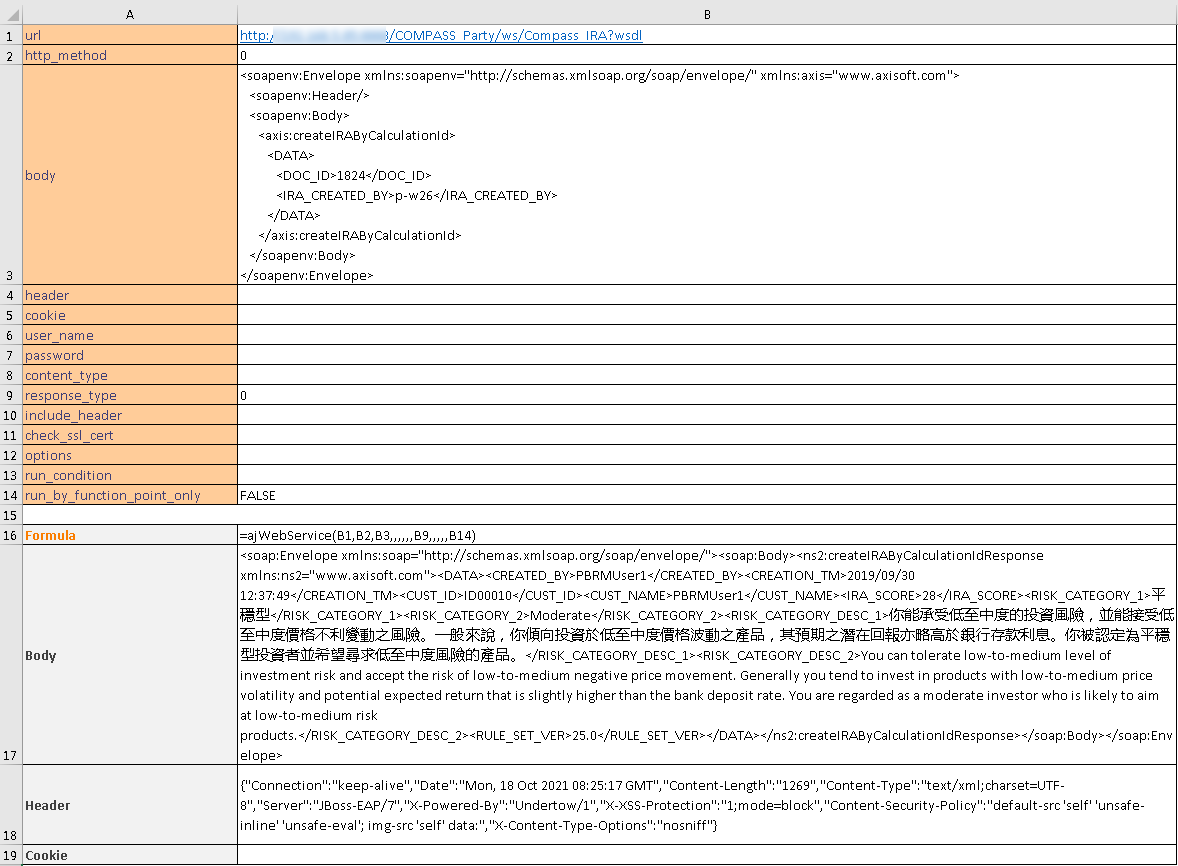 A B
1 url http:/ /COMPASS_Party/ws/Compass_IRA?wsdl
2 http_method 0
<soapenv:Envelope xmlns:soapenv="http://schemas.xmlsoap.org/soap/envelope/" xmlns:axis="www.axisoft.com">
<soapenv:Header/>
<soapenv:Body>
<axis:createIRAByCalculationId>
<DATA>
body <DOC_ID>1824</DOC_ID>
<IRA_CREATED_BY>p-w26</IRA_CREATED_BY>
</DATA>
</axis:createIRAByCalculationId>
</soapenv:Body>
3 </soapenv:Envelope>
4 header
5 cookie
6 user_name
7 password
8 content_type
9 response_type 0
10 include_header
11 check_ssl_cert
12 options
13 run_condition
14 run_by_function_point_only FALSE
15
16 Formula =ajWebService(B1,B2,B3,,,,,,B9,,,,,B14)
<soap:Envelope xmlns:soap="http://schemas.xmlsoap.org/soap/envelope/"><soap:Body><ns2:createIRAByCalculationIdResponse
xmlns:ns2="www.axisoft.com"><DATA><CREATED_BY>PBRMUser1</CREATED_BY><CREATION_TM>2019/09/30
12:37:49</CREATION_TM><CUST_ID>ID00010</CUST_ID><CUST_NAME>PBRMUser1</CUST_NAME><IRA_SCORE>28</IRA_SCORE><RISK_CATEGORY_1>平
穩型</RISK_CATEGORY_1><RISK_CATEGORY_2>Moderate</RISK_CATEGORY_2><RISK_CATEGORY_DESC_1>你能承受低至中度的投資風險，並能接受低
至中度價格不利變動之風險。一般來說，你傾向投資於低至中度價格波動之產品，其預期之潛在回報亦略高於銀行存款利息。你被認定為平穩
Body 型投資者並希望尋求低至中度風險的產品。</RISK_CATEGORY_DESC_1><RISK_CATEGORY_DESC_2>You can tolerate low-to-medium level of
investment risk and accept the risk of low-to-medium negative price movement. Generally you tend to invest in products with low-to-medium price
volatility and potential expected return that is slightly higher than the bank deposit rate. You are regarded as a moderate investor who is likely to aim
at low-to-medium risk
products.</RISK_CATEGORY_DESC_2><RULE_SET_VER>25.0</RULE_SET_VER></DATA></ns2:createIRAByCalculationIdResponse></soap:Body></soap:Env
17 elope>
{"Connection":"keep-alive","Date":"Mon, 18 Oct 2021 08:25:17 GMT","Content-Length":"1269","Content-Type":"text/xml;charset=UTF-
Header 8","Server":"JBoss-EAP/7","X-Powered-By":"Undertow/1","X-XSS-Protection":"1;mode=block","Content-Security-Policy":"default-src 'self' 'unsafe-
18 inline' 'unsafe-eval'; img-src 'self' data:","X-Content-Type-Options":"nosniff"}
19 Cookie